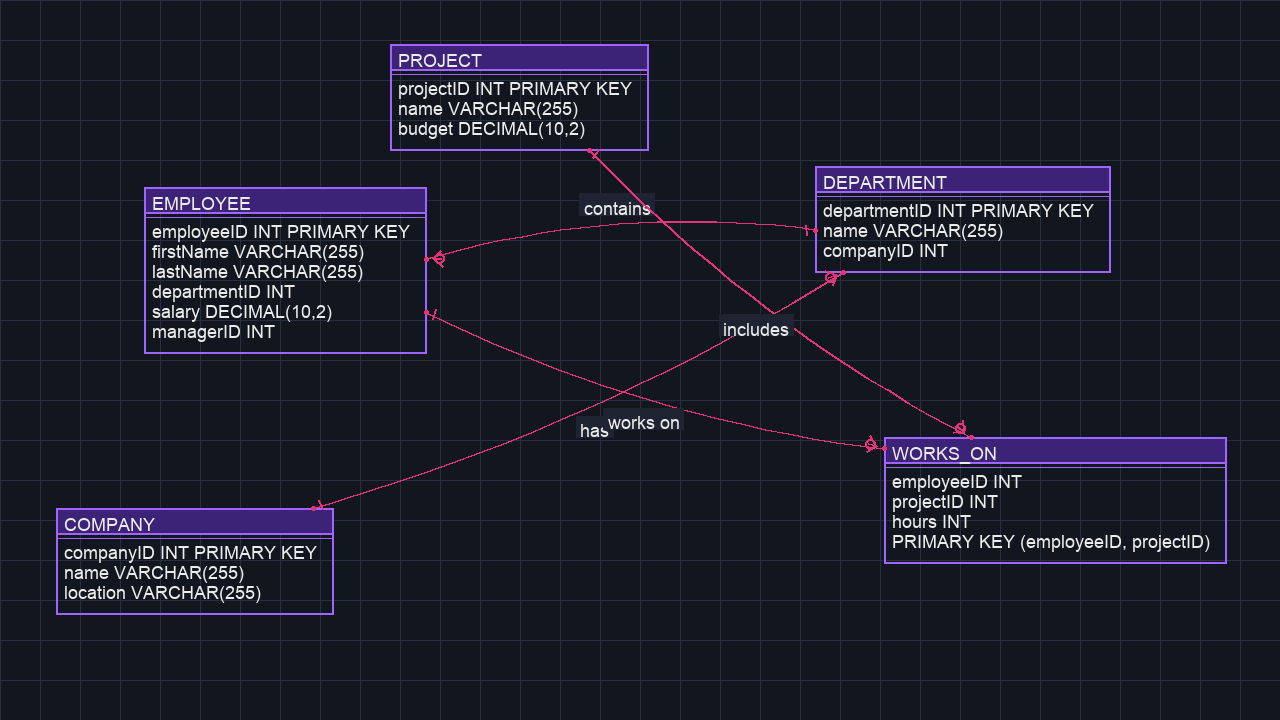 PROJECT
projectID INT PRIMARY KEY
name VARCHAR(255)
budget DECIMAL(10,2)
DEPARTMENT
departmentID INT PRIMARY KEY
name VARCHAR(255)
companyID INT
EMPLOYEE
employeeID INT PRIMARY KEY
firstName VARCHAR(255)
lastName VARCHAR(255)
departmentID INT
salary DECIMAL(10,2)
managerID INT
contains
includes
has
works on
WORKS_ON
employeeID INT
projectID INT
hours INT
PRIMARY KEY (employeeID, projectID)
COMPANY
companyID INT PRIMARY KEY
name VARCHAR(255)
location VARCHAR(255)